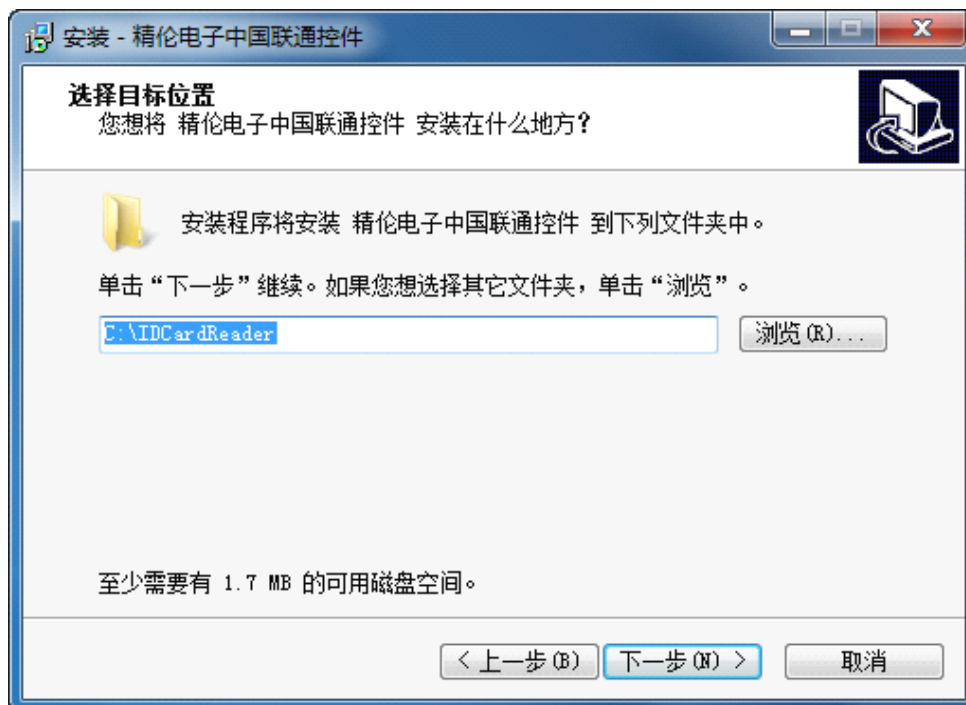 安装 - 精伦电子中国联通控件
选择目标位置
您想将 精伦电子中国联通控件 安装在什么地方?
安装程序将安装 精伦电子中国联通控件 到下列文件夹中。
单击“下一步”继续。如果您想选择其它文件夹，单击“浏览”。
C:\IDCardReader
浏览(R)...
至少需要有 1.7 MB 的可用磁盘空间。
< 上一步(B)
下一步(N) >
取消